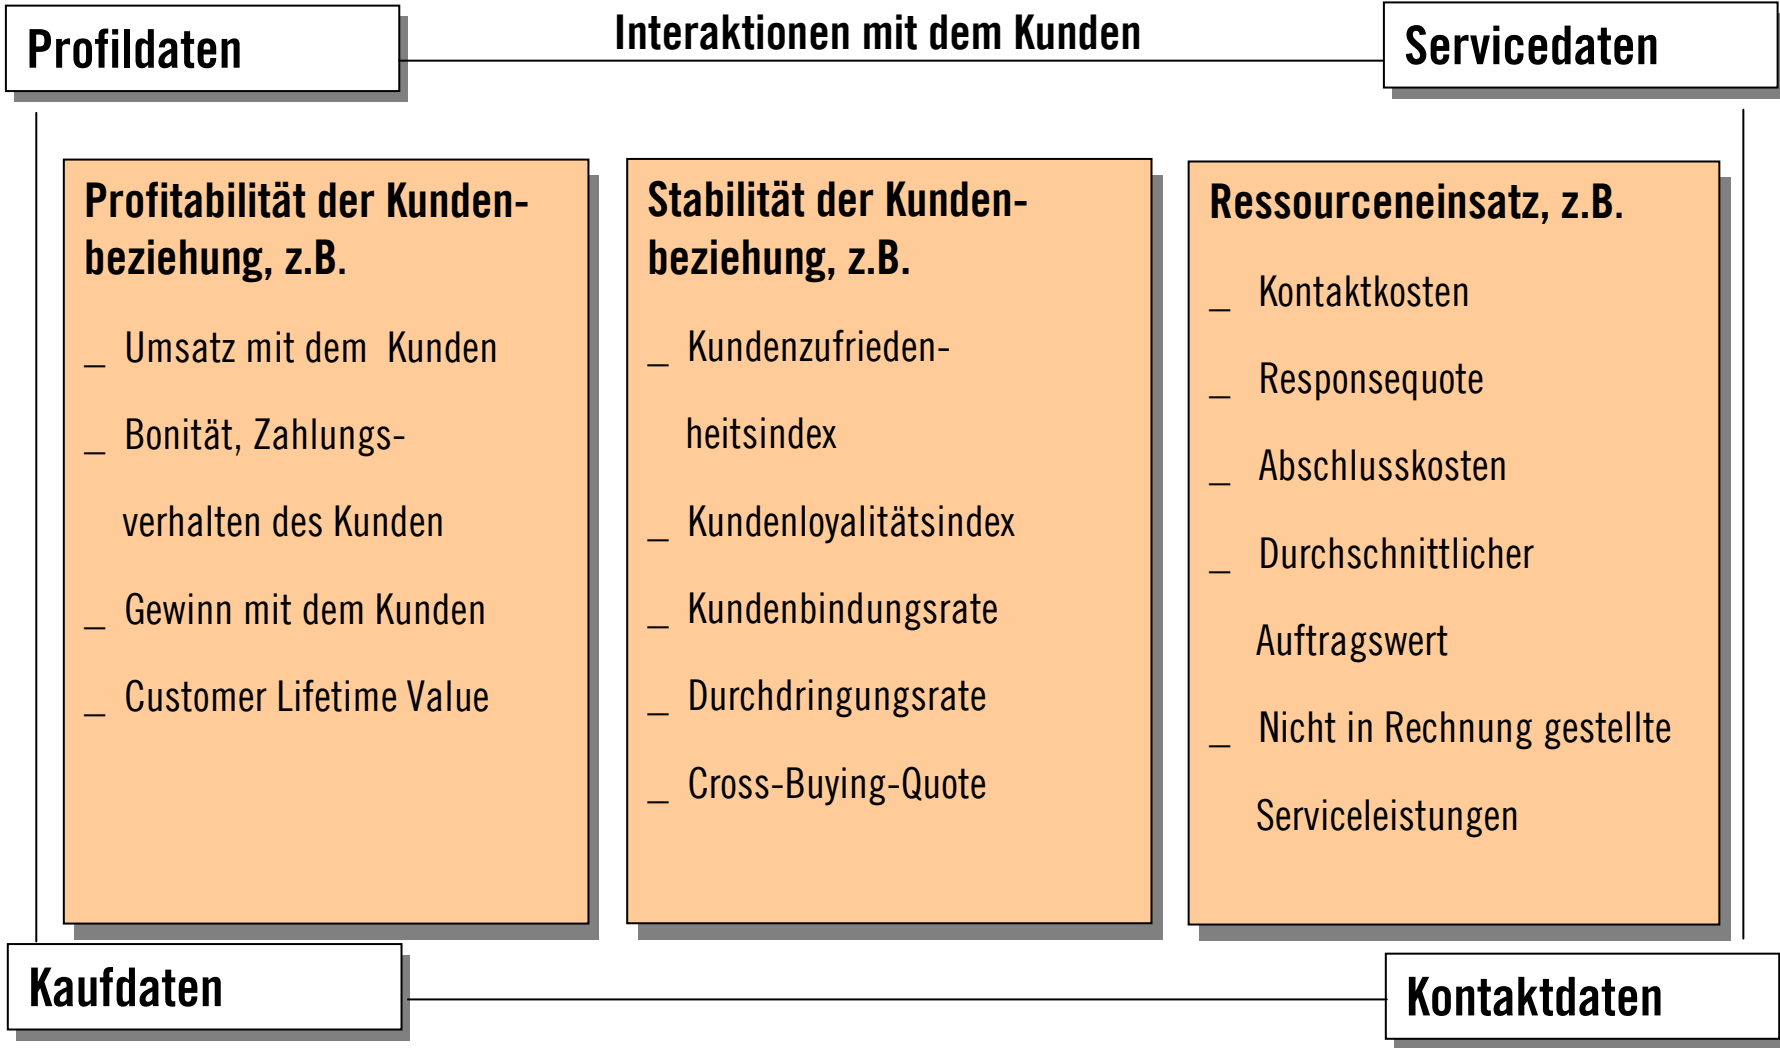 Profildaten
Interaktionen mit dem Kunden
Servicedaten
Profitabilität der Kunden-
beziehung, z.B.
_ Umsatz mit dem Kunden
_ Bonität, Zahlungs-
verhalten des Kunden
_ Gewinn mit dem Kunden
_ Customer Lifetime Value
Stabilität der Kunden-
beziehung, z.B.
_ Kundenzufrieden-
heitsindex
_ Kundenloyalitätsindex
_ Kundenbindungsrate
_ Durchdringungsrate
_ Cross-Buying-Quote
Ressourceneinsatz, z.B.
_ Kontaktkosten
_ Responsequote
_ Abschlusskosten
_ Durchschnittlicher
Auftragswert
_ Nicht in Rechnung gestellte
Serviceleistungen
Kaufdaten
Kontaktdaten